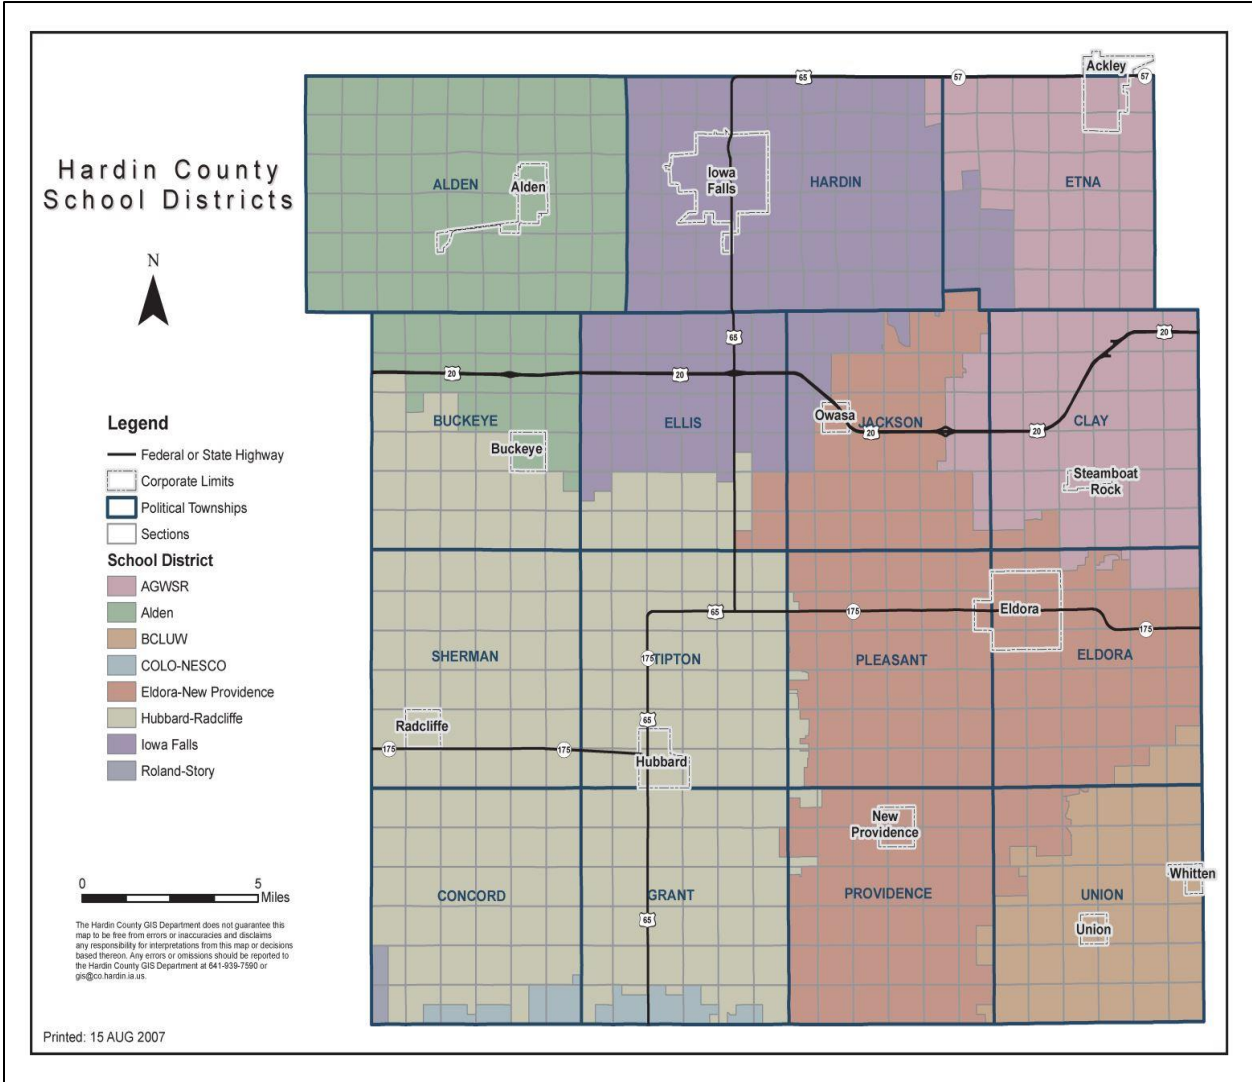 Hardin County
School Districts
N
Legend
Federal or State Highway
Corporate Limits
Political Townships
Sections
School District
AGWSR
Alden
BCLUW
COLO-NESCO
Eldora-New Providence
Hubbard-Radcliffe
Iowa Falls
Roland-Story
0 5
Miles
The Hardin County GIS Department does not guarantee this
map to be free from errors or inaccuracies and disclaims
any responsibility for interpretations from this map or decisions
based thereon. Any errors or omissions should be reported to
the Hardin County GIS Department at 641-939-7590 or
gis@co.hardin.ia.us.
Printed: 15 AUG 2007
Ackley
65
57
57
ALDEN
Alden
Iowa
Falls
HARDIN
ETNA
65
20
20
20
BUCKEYE
ELLIS
Owasa
JACKSON
20
20
CLAY
Buckeye
Steamboat
Rock
65
175
Eldora
175
SHERMAN
175
TIPTON
PLEASANT
ELDORA
Radcliffe
65
175
175
Hubbard
New
Providence
CONCORD
GRANT
PROVIDENCE
UNION
Whitten
65
Union